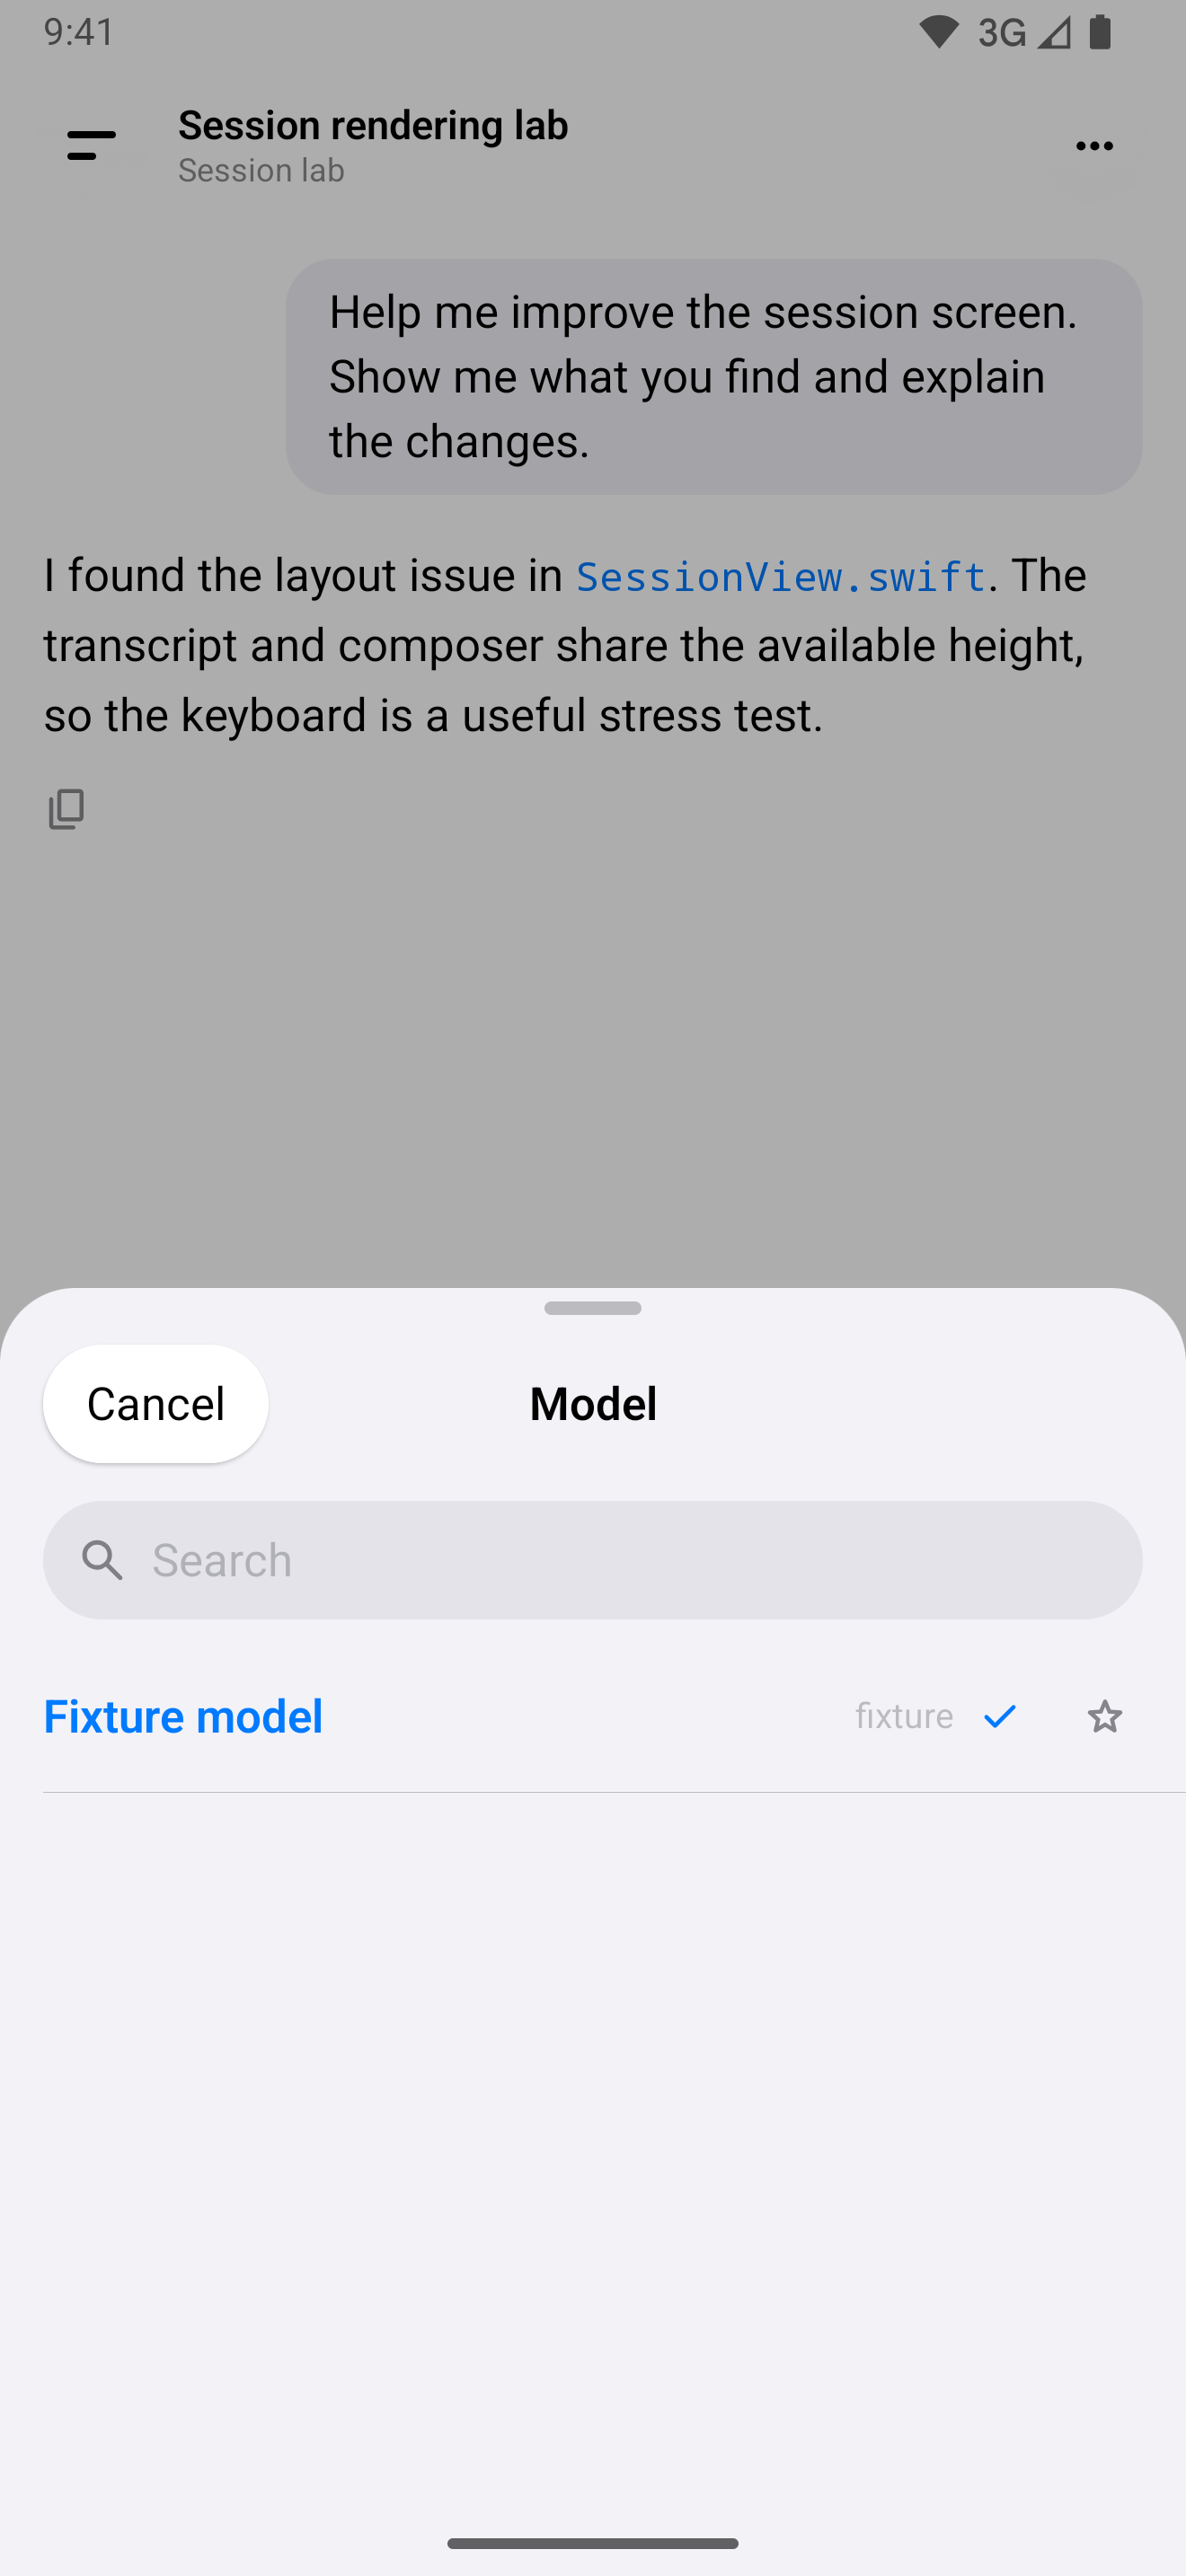 9:41
3G
Session rendering lab
Session lab
Help me improve the session screen.
Show me what you find and explain
the changes.
I found the layout issue in SessionView.swift. The
transcript and composer share the available height,
so the keyboard is a useful stress test.
Cancel
Model
Search
Fixture model
fixture